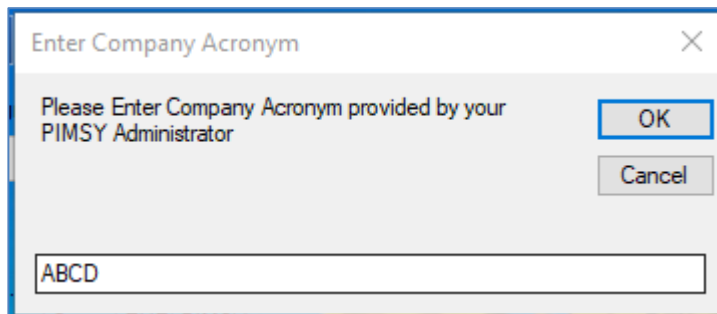 Enter Company Acronym
Please Enter Company Acronym provided by your
PIMSY Administrator
OK
Cancel
ABCD